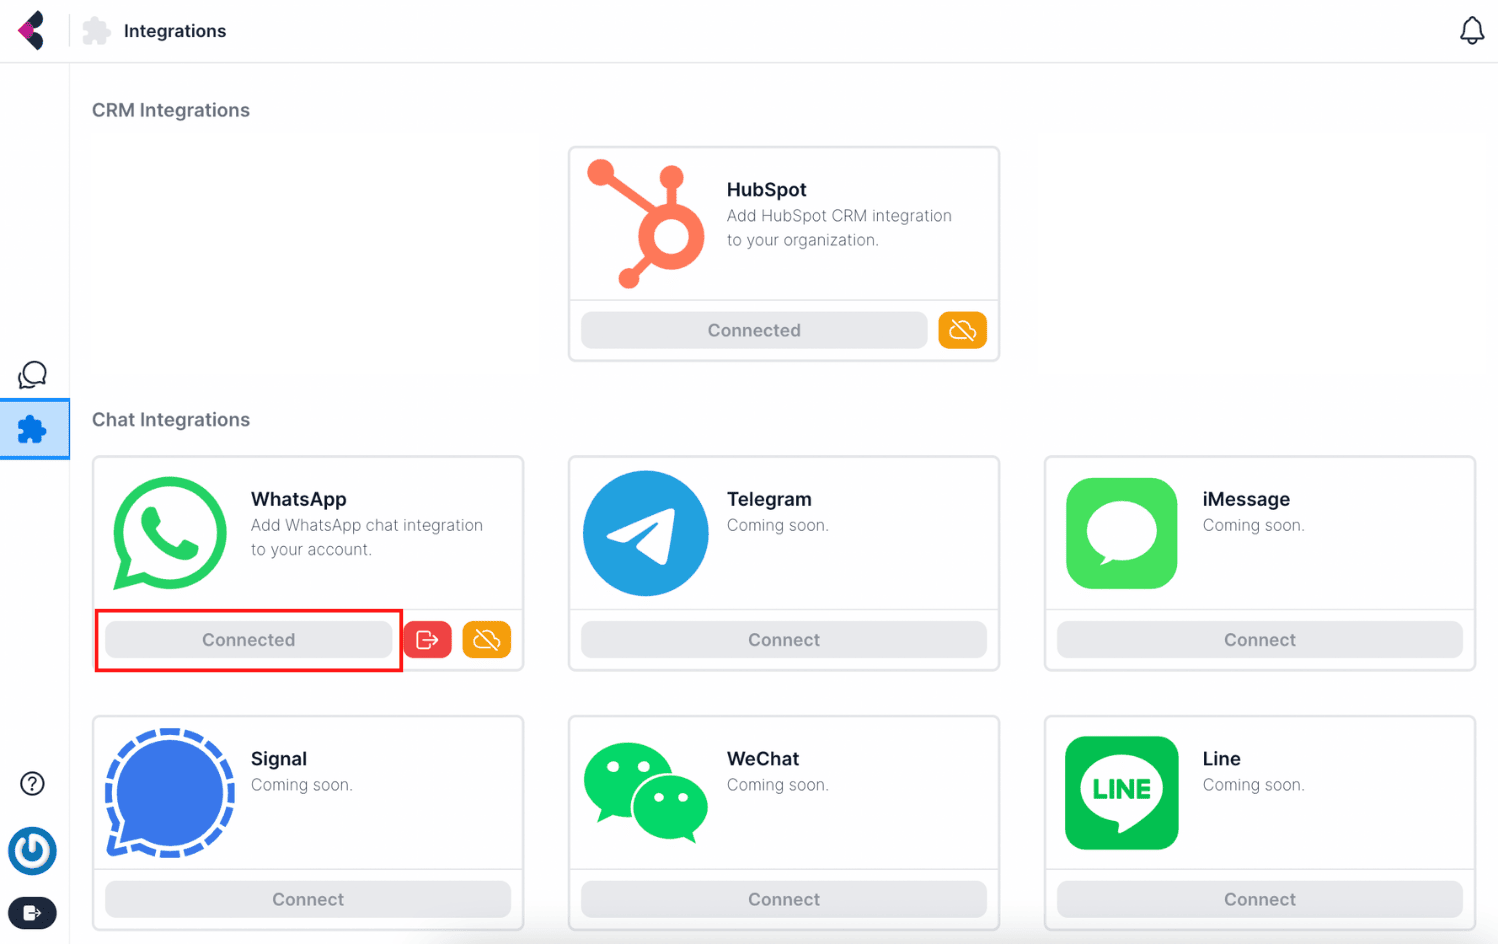 Integrations
CRM Integrations
HubSpot
Add HubSpot CRM integration
to your organization.
Connected
Chat Integrations
WhatsApp
Add WhatsApp chat integration
to your account.
Connected
Telegram
Coming soon.
Connect
iMessage
Coming soon.
Connect
Signal
Coming soon.
Connect
WeChat
Coming soon.
Connect
LINE
Line
Coming soon.
Connect